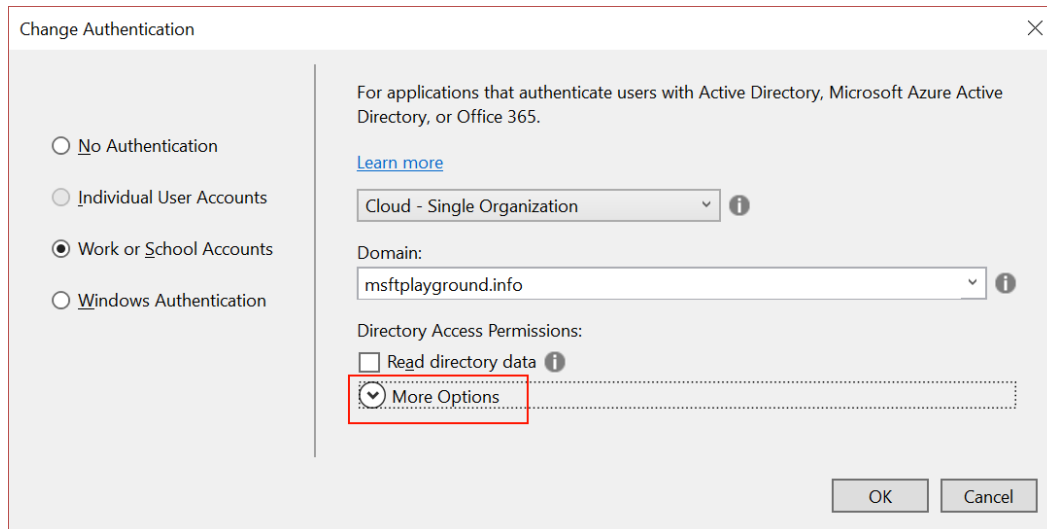 Change Authentication
No Authentication
Individual User Accounts
Work or School Accounts
Windows Authentication
For applications that authenticate users with Active Directory, Microsoft Azure Active
Directory, or Office 365.
Learn more
Cloud - Single Organization
Domain:
msftplayground.info
Directory Access Permissions:
Read directory data
More Options
OK
Cancel